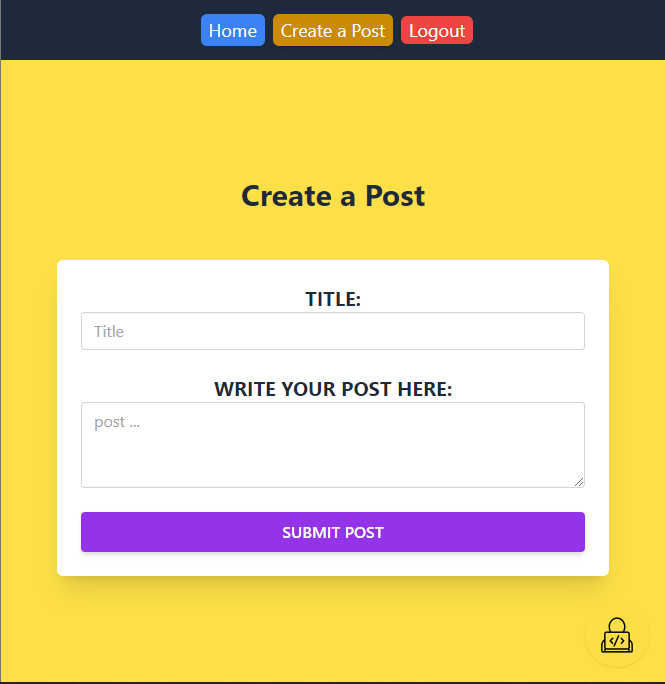 Home Create a Post Logout
Create a Post
TITLE:
Title
WRITE YOUR POST HERE:
post ...
SUBMIT POST
</>